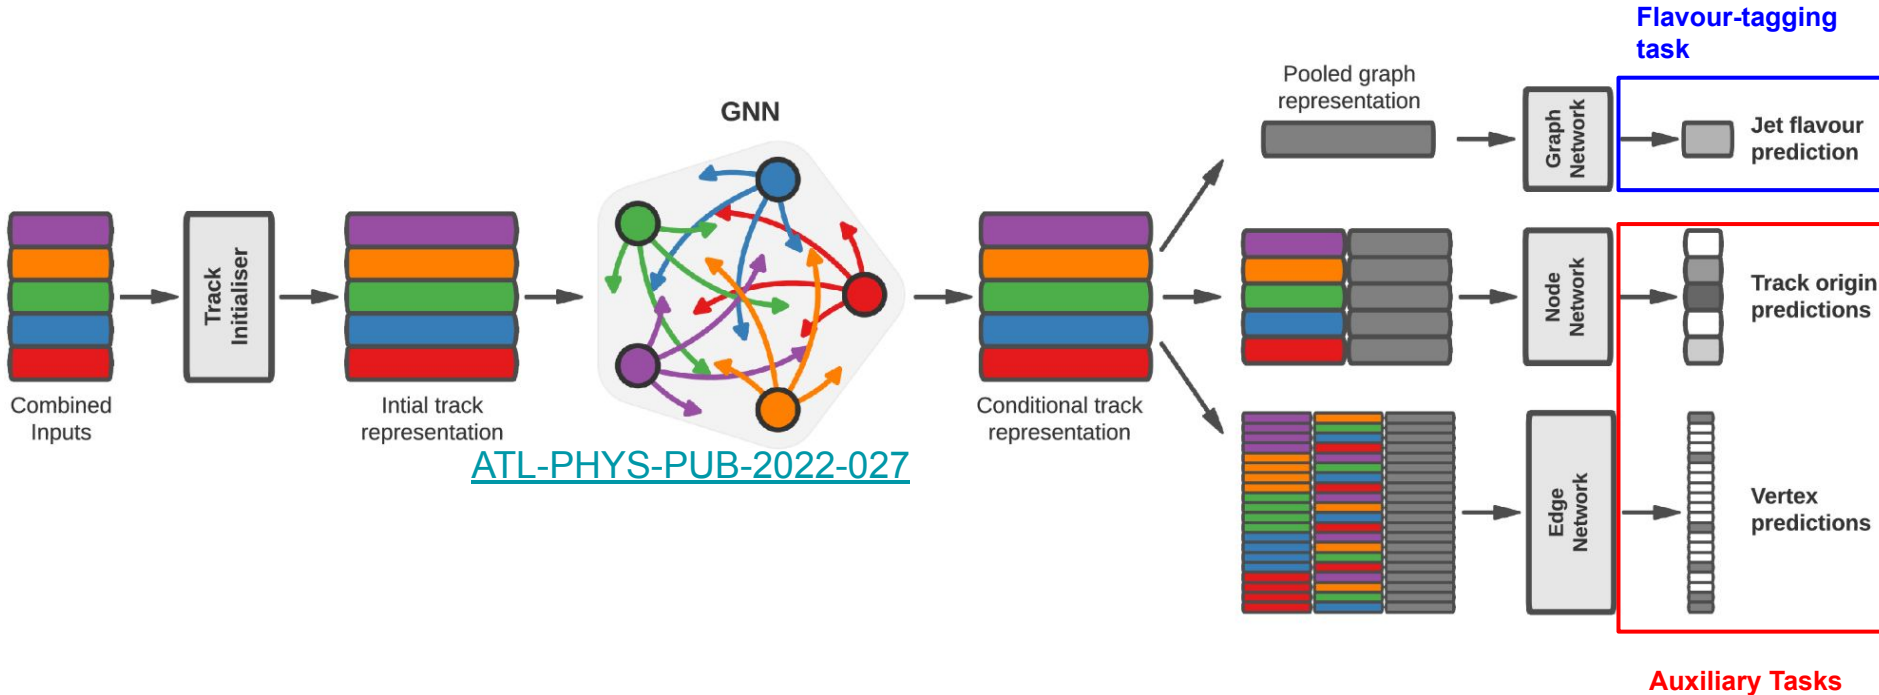 Flavour-tagging
task
Pooled graph
representation
GNN
Graph
Network
Jet flavour
prediction
Track
Initialiser
Node
Network
Track origin
predictions
Combined
Inputs
Intial track
representation
Conditional track
representation
ATL-PHYS-PUB-2022-027
Edge
Network
Vertex
predictions
Auxiliary Tasks